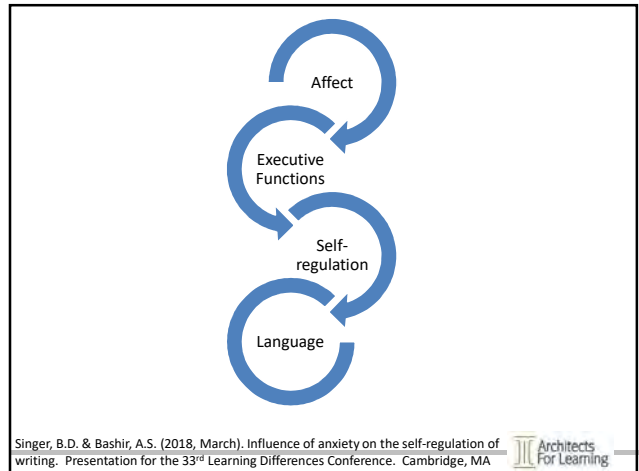 Affect
Executive
Functions
Self-
regulation
Language
Singer, B.D. & Bashir, A.S. (2018, March). Influence of anxiety on the self-regulation of
writing.  Presentation for the 33rd Learning Differences Conference.  Cambridge, MA
Architects
For Learning